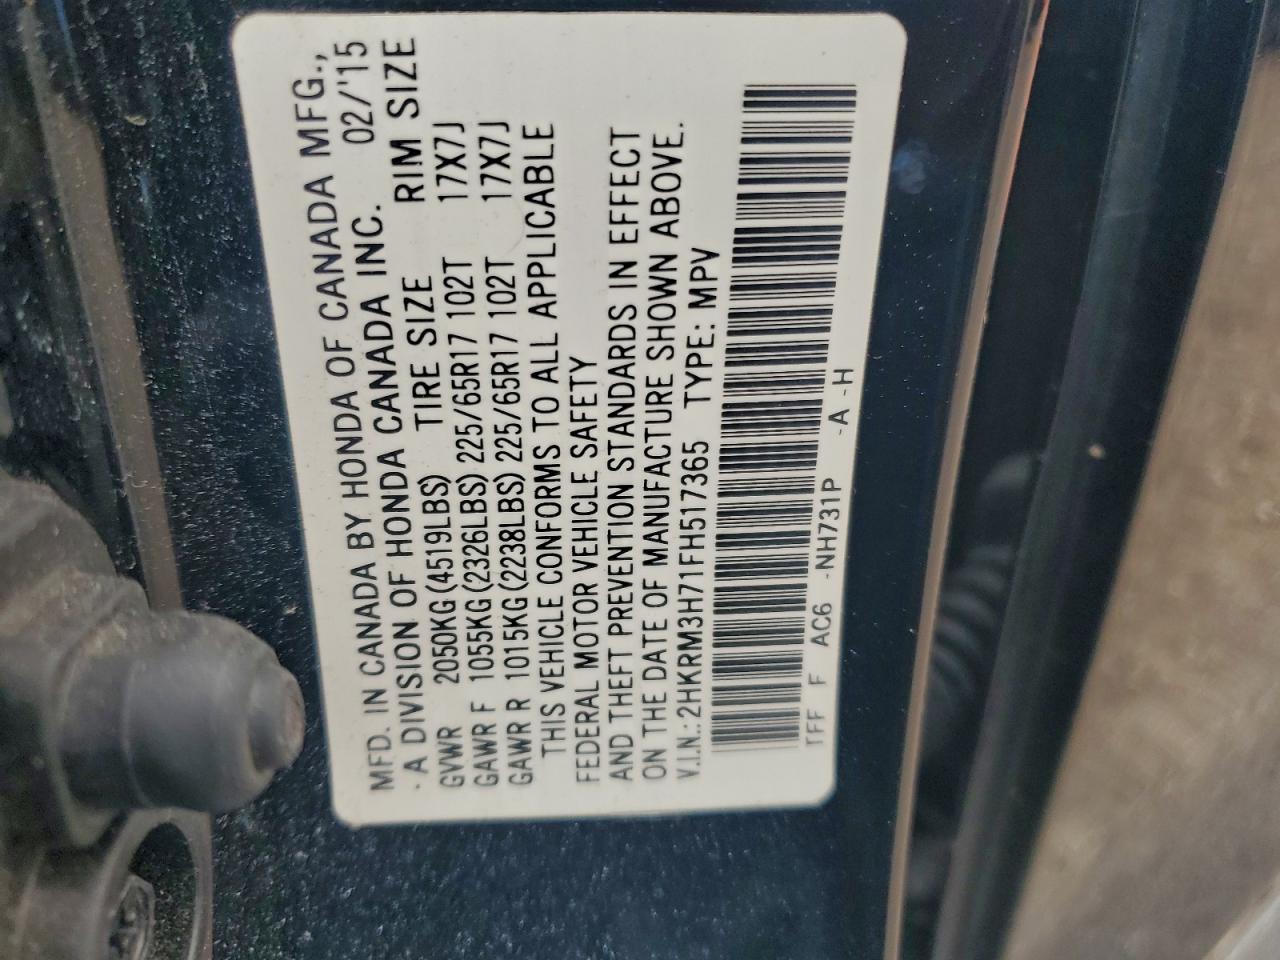 MFD. IN CANADA BY HONDA OF CANADA MFG.,
A DIVISION OF HONDA CANADA INC. 02/'15
TIRE SIZE RIM SIZE
GVWR 2050KG(4519LBS)
GAWR F 1055KG(2326LBS) 225/65R17 102T 17X7J
GAWR R 1015KG(2238LBS) 225/65R17 102T 17X7J
THIS VEHICLE CONFORMS TO ALL APPLICABLE
FEDERAL MOTOR VEHICLE SAFETY
AND THEFT PREVENTION STANDARDS IN EFFECT
ON THE DATE OF MANUFACTURE SHOWN ABOVE.
V.I.N.: 2HKRM3H71FH517365 TYPE: MPV
TFF F AC6 -NH731P -A -H